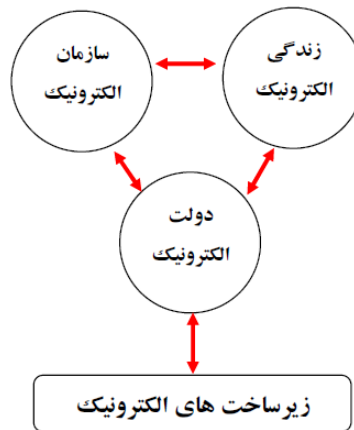 زندگی
الکترونیک
سازمان
الکترونیک
دولت
الکترونیک
زیرساخت های الکترونیک